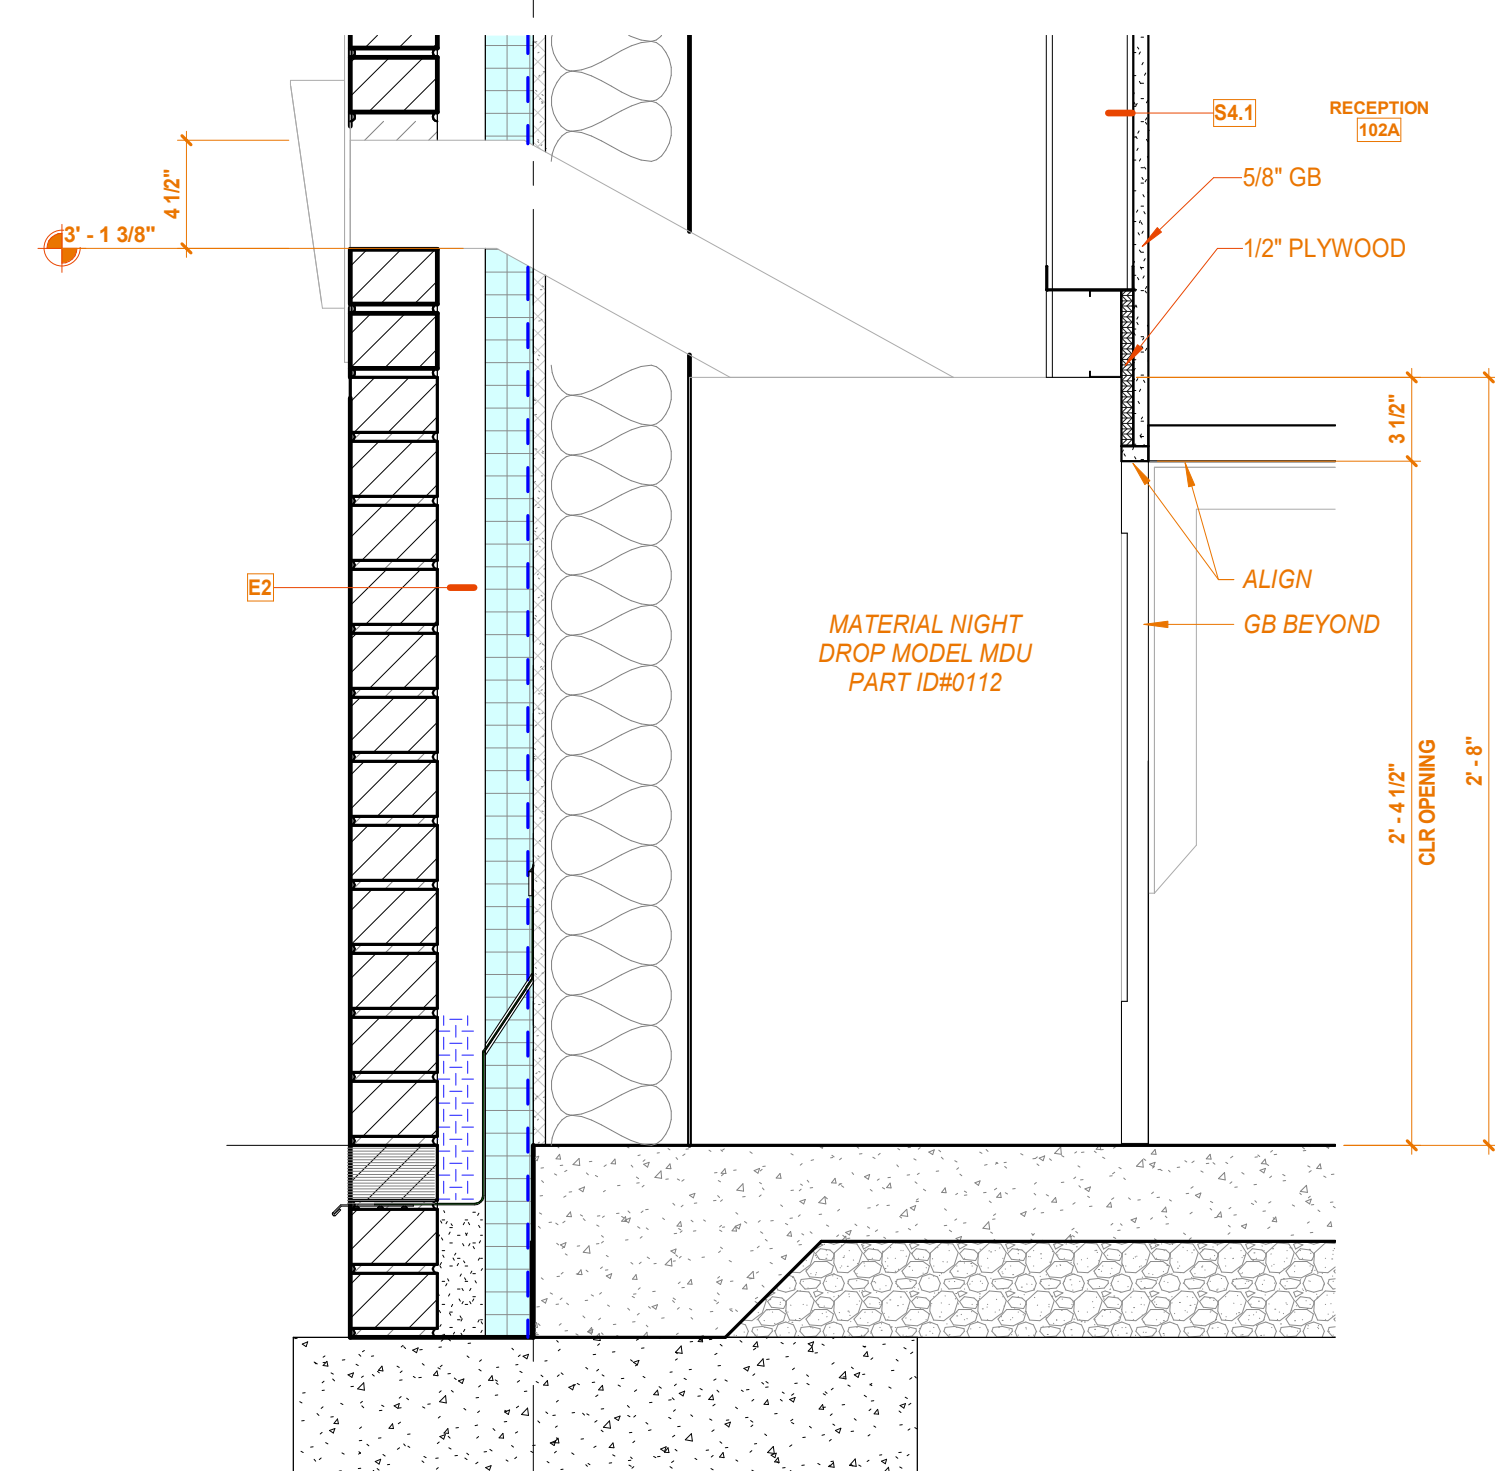 S4.1
RECEPTION
102A
5/8" GB
4 1/2"
3' - 1 3/8"
1/2" PLYWOOD
3 1/2"
E2
ALIGN
MATERIAL NIGHT
DROP MODEL MDU
PART ID#0112
GB BEYOND
2' - 4 1/2"
CLR OPENING
2' - 8"